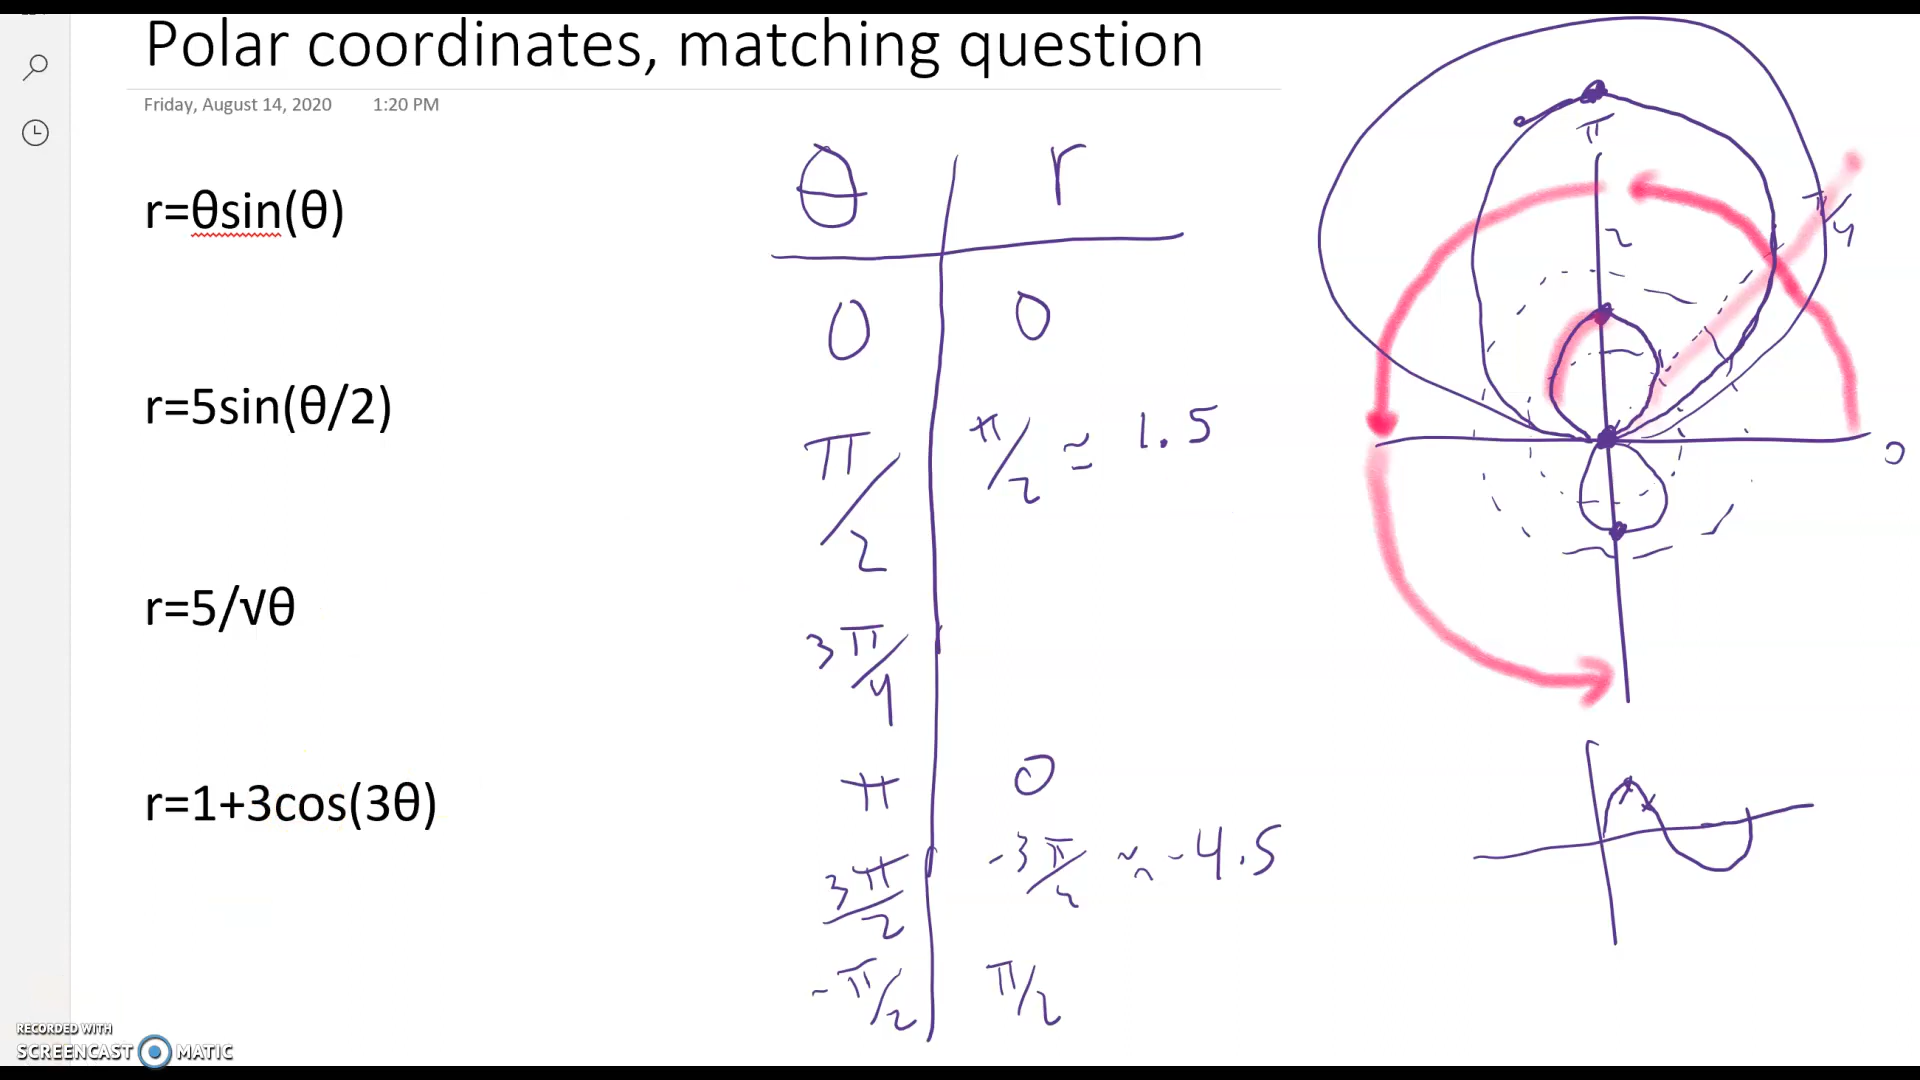 Polar coordinates, matching question
Friday, August 14, 2020 1:20 PM
r=θsin(θ)
r=5sin(θ/2)
r=5/√θ
r=1+3cos(3θ)
θ r
0 0
π/2 π/2 ≈ 1.5
3π/4
π 0
3π/2 -3π/2 ≈ -4.5
-π/2 π/2
π
2
π/4
0
RECORDED WITH
SCREENCAST MATIC